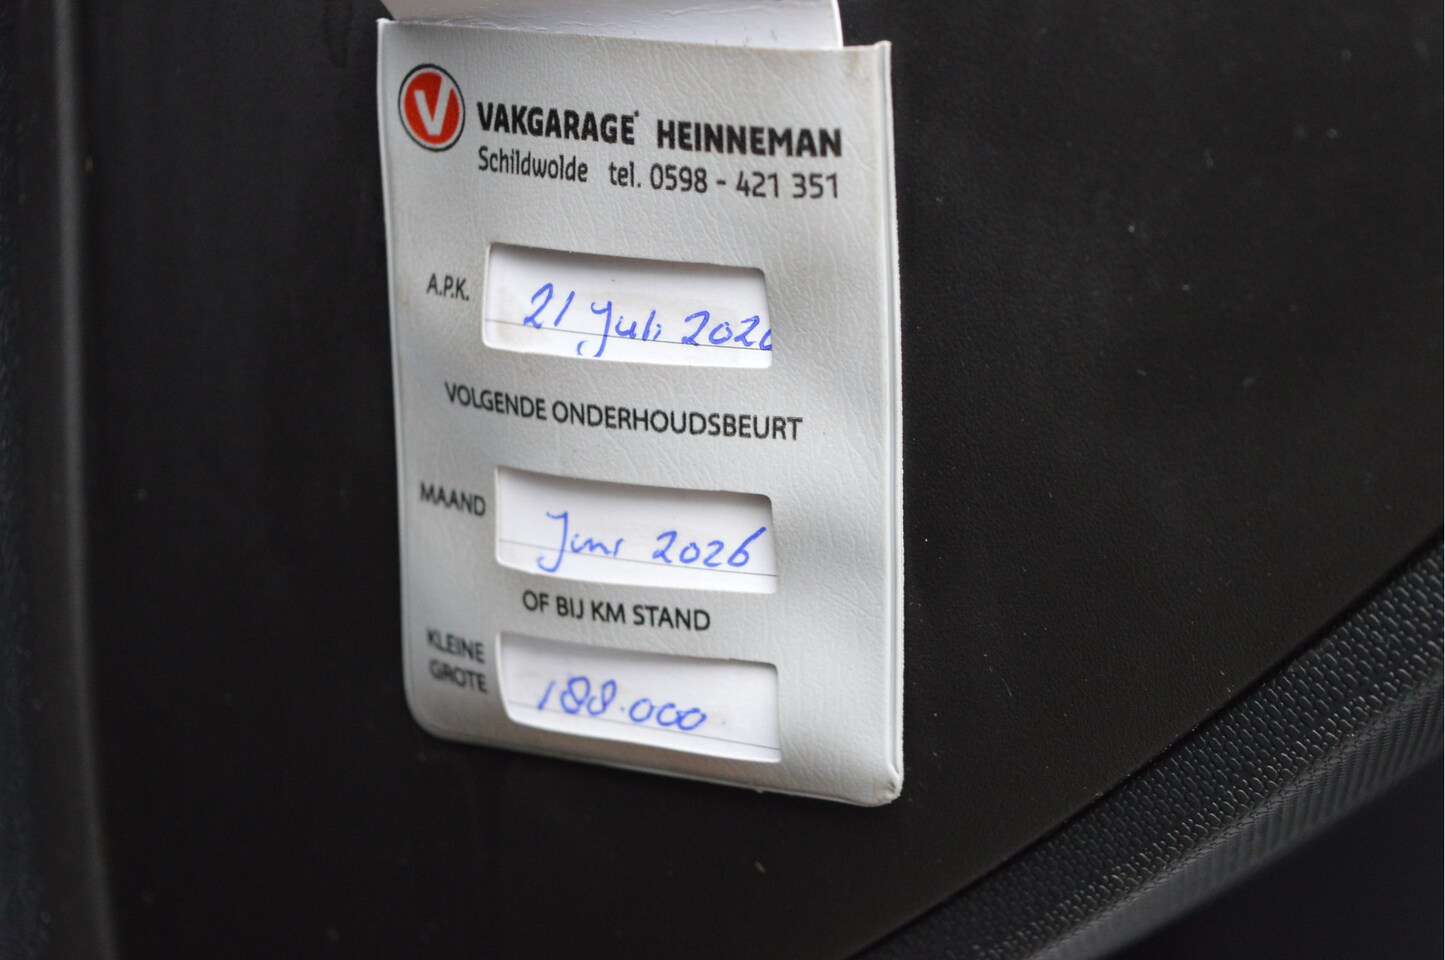 V VAKGARAGE HEINNEMAN
Schildwolde tel. 0598 - 421 351
A.P.K. 21 Juli
VOLGENDE ONDERHOUDSBEURT
MAAND Juni 2026
OF BIJ KM STAND
KLEINE
GROTE
188.000